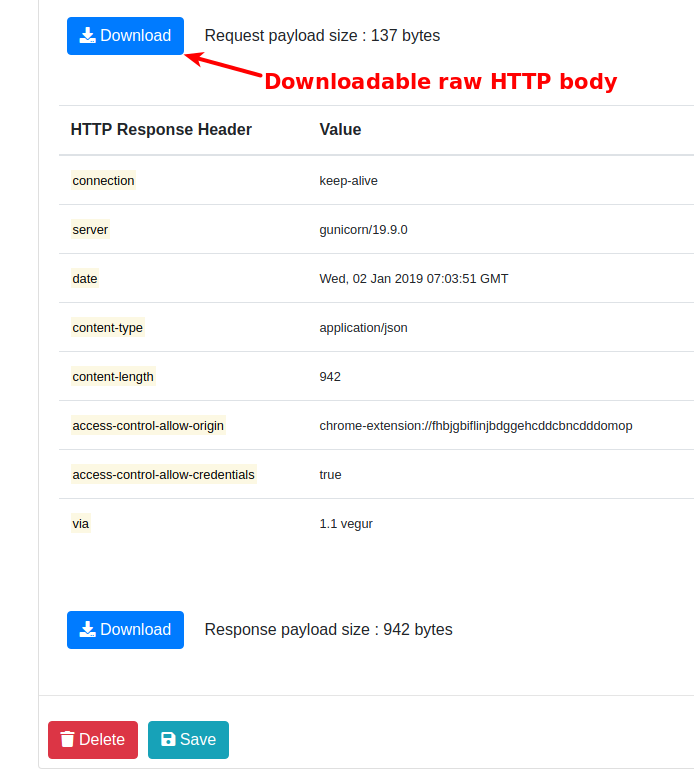 Download Request payload size : 137 bytes
Downloadable raw HTTP body
HTTP Response Header Value
connection keep-alive
server gunicorn/19.9.0
date Wed, 02 Jan 2019 07:03:51 GMT
content-type application/json
content-length 942
access-control-allow-origin chrome-extension://fhbjgbiflinjbdggehcddcbncdddomop
access-control-allow-credentials true
via 1.1 vegur
Download Response payload size : 942 bytes
Delete Save